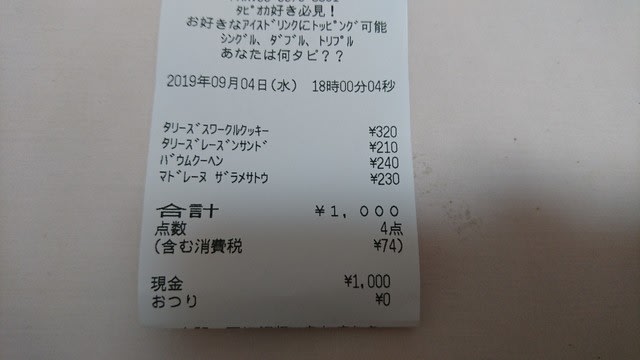 タピオカ好き必見！
お好きなアイスドリンクにトッピング可能
シングル、ダブル、トリプル
あなたは何タピ？？
2019年09月04日(水) 18時00分04秒
タリーズスワークルクッキー ¥320
タリーズレーズンサンド ¥210
バウムクーヘン ¥240
マドレーヌ ザラメサトウ ¥230
合計 ¥1,000
点数 4点
(含む消費税 ¥74)
現金 ¥1,000
おつり ¥0